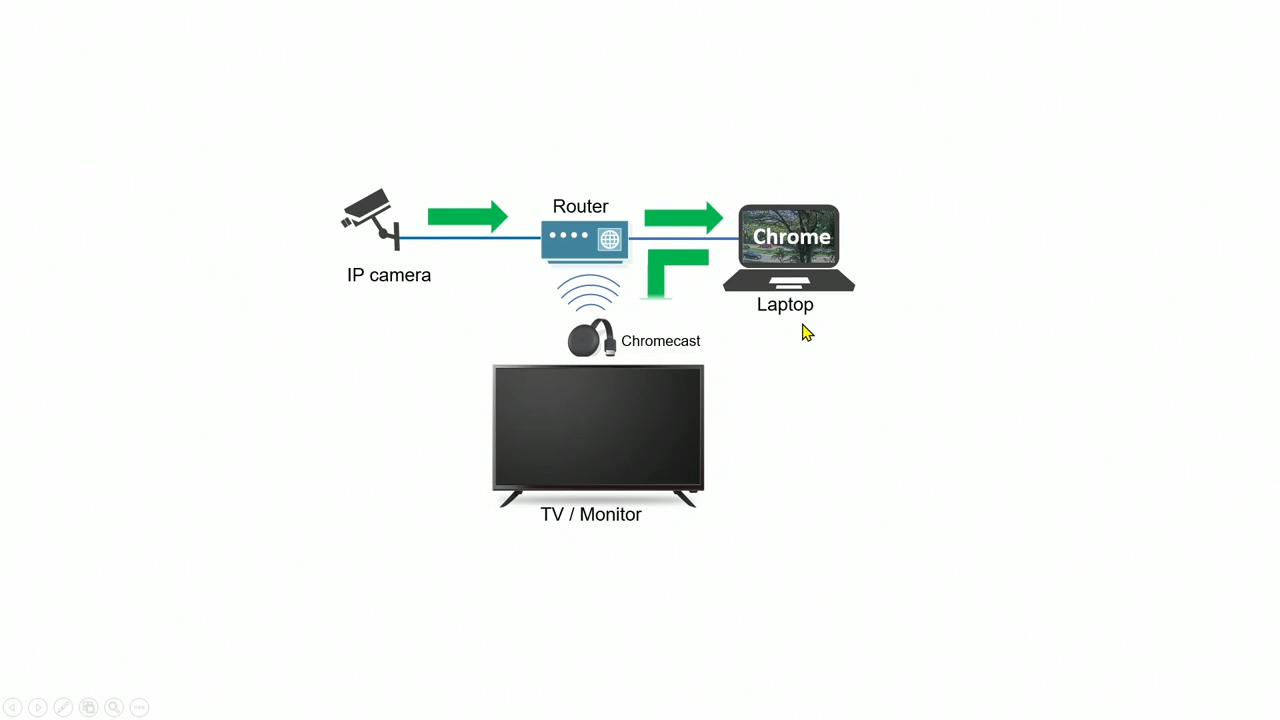 Router
Chrome
IP camera
Laptop
Chromecast
TV / Monitor